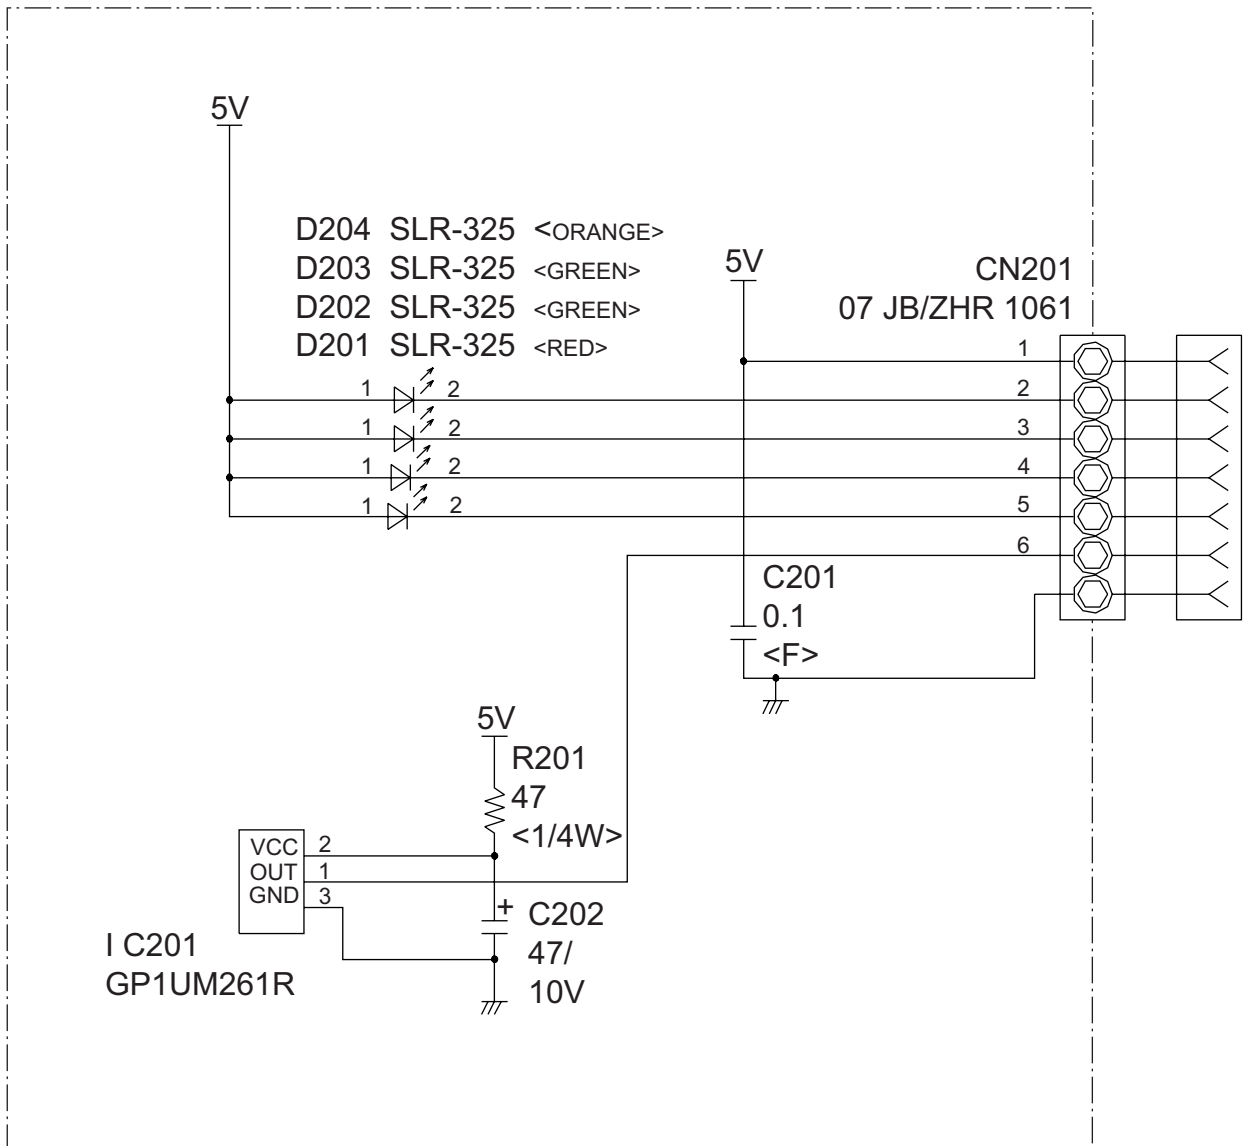 5V
D204 SLR-325 <ORANGE>
D203 SLR-325 <GREEN>
D202 SLR-325 <GREEN>
D201 SLR-325 <RED>
5V
CN201
07 JB/ZHR 1061
1
1 2 2
1 2 3
1 2 4
1 2 5
6
C201
0.1
<F>
5V
R201
47
<1/4W>
VCC 2
OUT 1
GND 3
+ C202
47/
10V
I C201
GP1UM261R